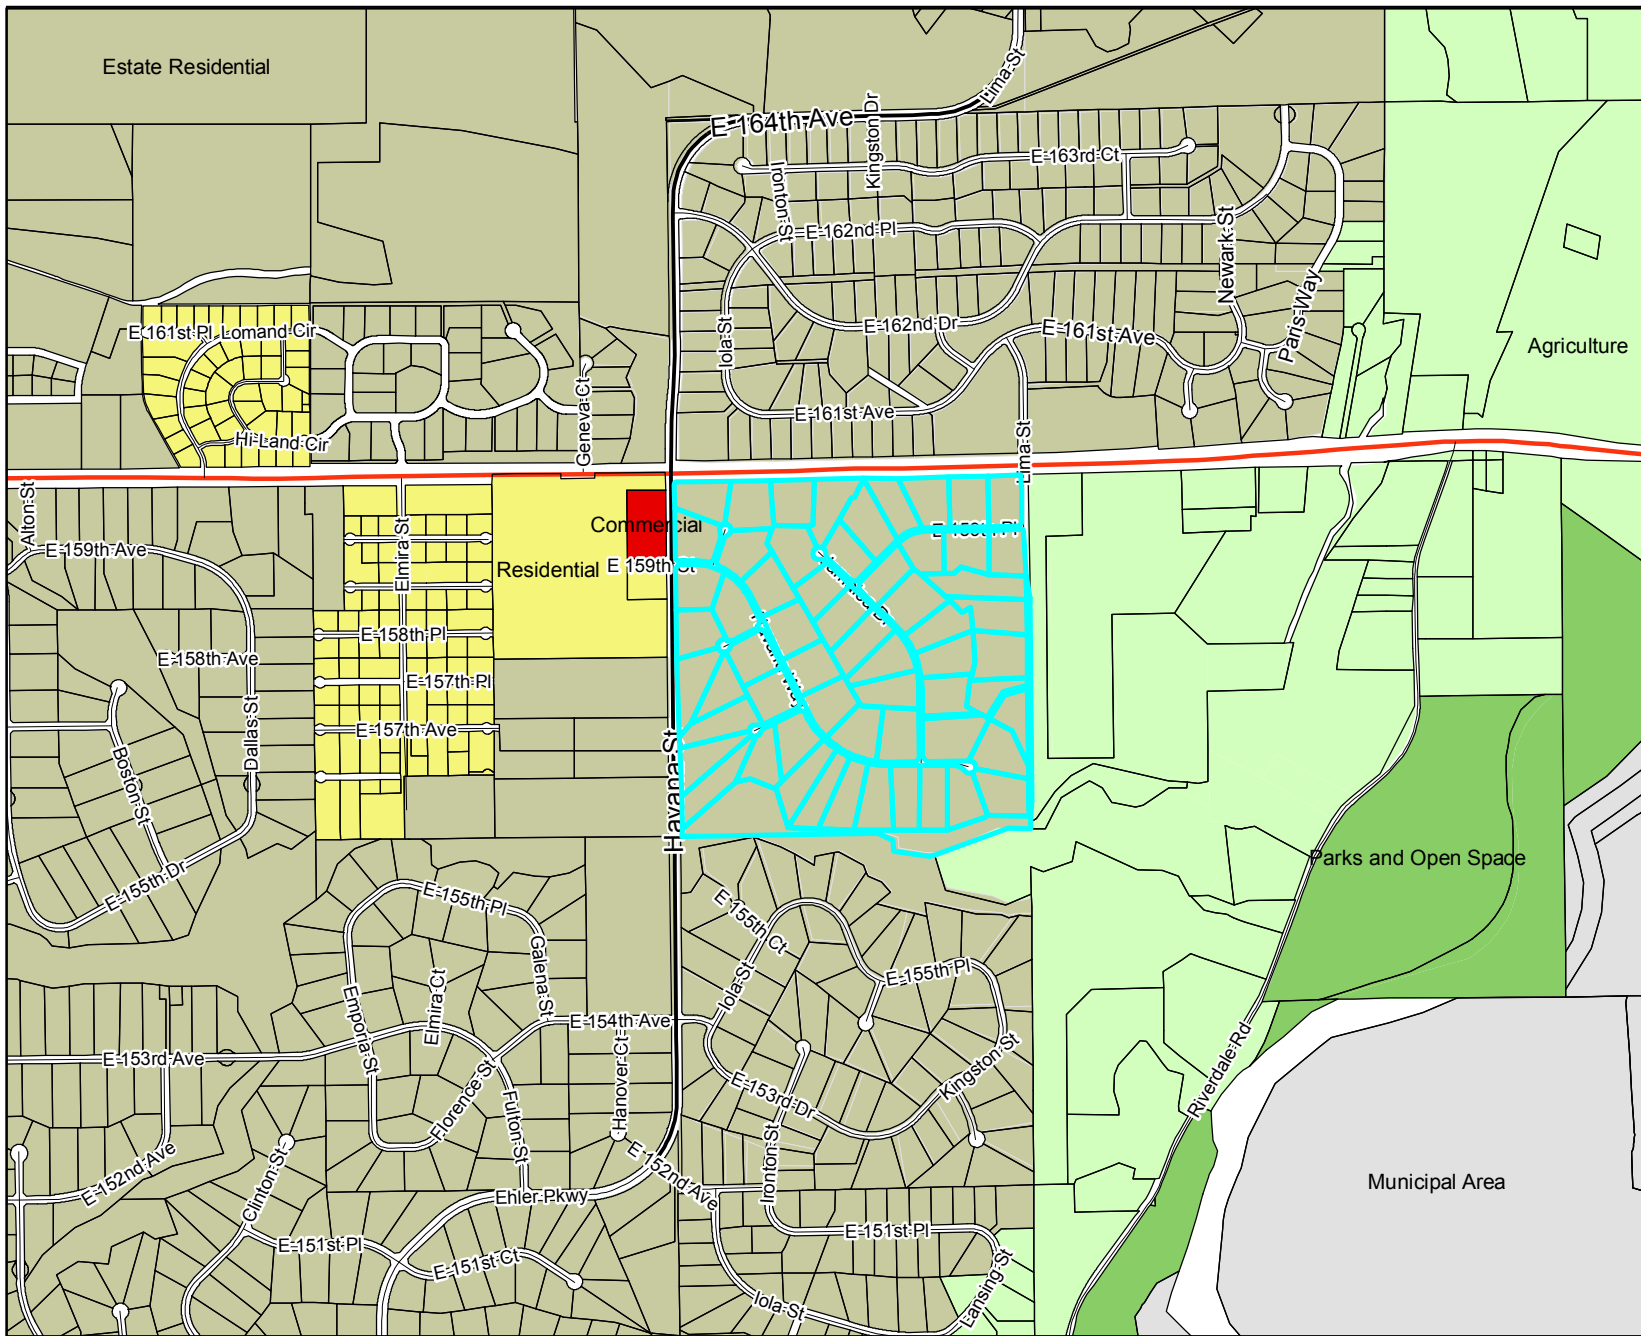 Estate Residential
Lima St
E 164th Ave
Kingston Dr
E 163rd Ct
Ironton St
E 162nd Pl
Newark St
Paris Way
E 161st Pl
Lomand Cir
Iola St
E 162nd Dr
E 161st Ave
Agriculture
Geneva Ct
E 161st Ave
Hi Land Cir
Lima St
Alton St
Commercial
E 159th Pl
E 159th Ave
Elmira St
Residential
E 159th Ct
E 158th Pl
E 158th Ave
E 157th Pl
Dallas St
E 157th Ave
Havana St
Boston St
Parks and Open Space
E 155th Dr
E 155th Pl
E 155th Ct
Galena St
Iola St
E 155th Pl
Elmira Ct
Emporia St
E 154th Ave
E 153rd Ave
Hanover Ct
Florence St
Riverdale Rd
Kingston St
E 153rd Dr
Fulton St
E 152nd Ave
Clinton St
E 152nd Ave
Ironton St
Municipal Area
Ehler Pkwy
E 151st Pl
E 151st Pl
E 151st Ct
Lansing St
Iola St